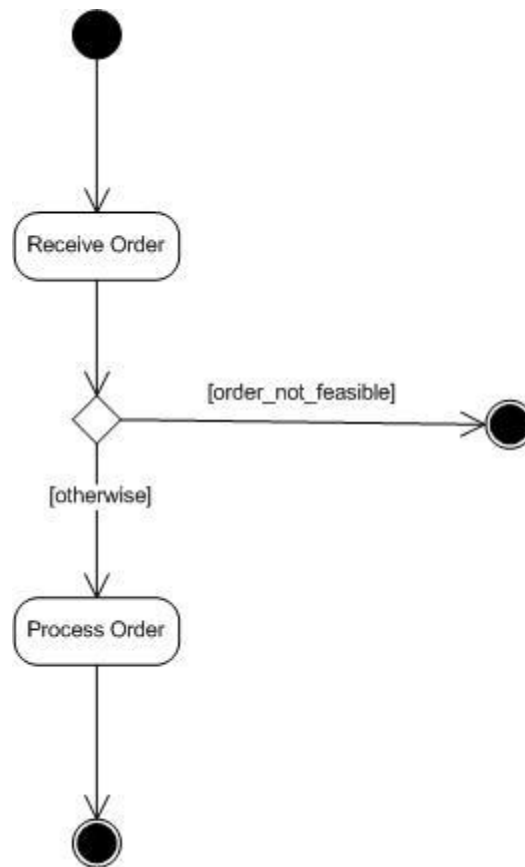 Receive Order
[order_not_feasible]
[otherwise]
Process Order